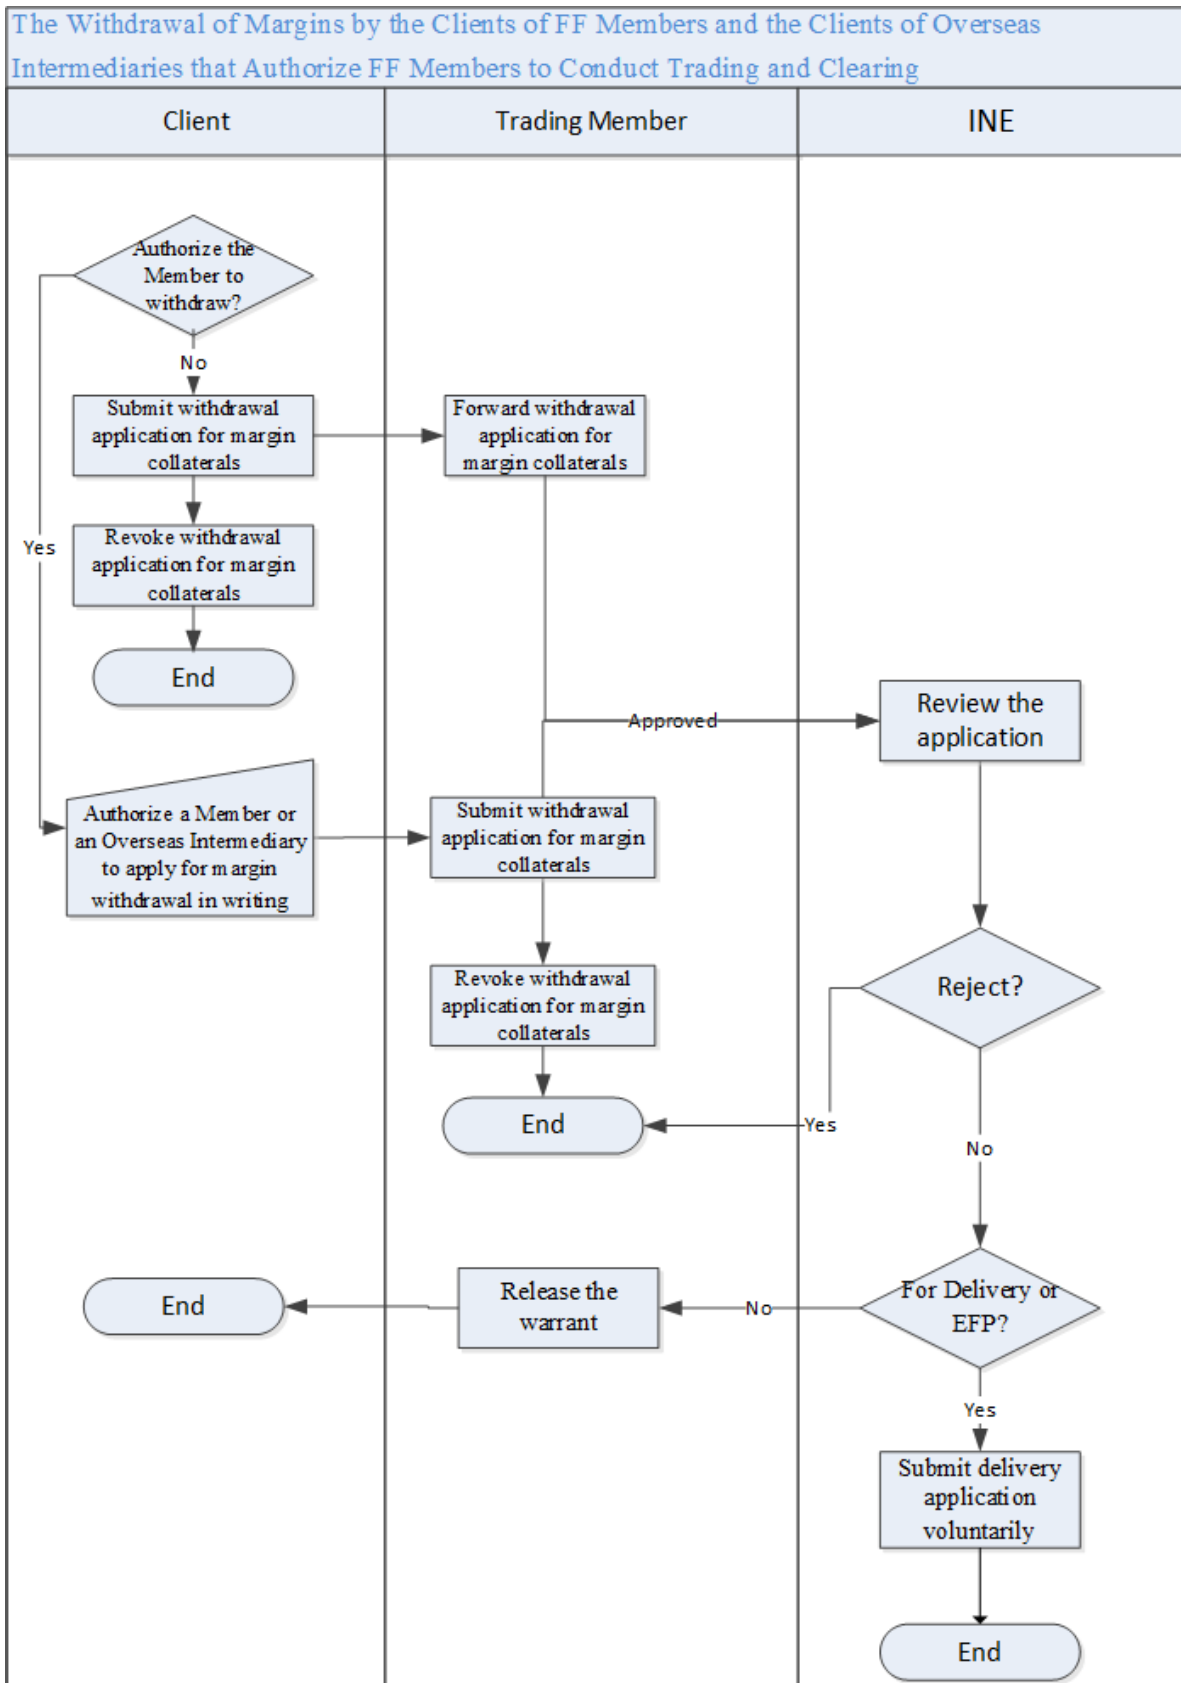 The Withdrawal of Margins by the Clients of FF Members and the Clients of Overseas
Intermediaries that Authorize FF Members to Conduct Trading and Clearing
Client
Trading Member
INE
Authorize the
Member to
withdraw?
No
Submit withdrawal
application for margin
collaterals
Forward withdrawal
application for
margin collaterals
Yes
Revoke withdrawal
application for margin
collaterals
End
Approved
Review the
application
Authorize a Member or
an Overseas Intermediary
to apply for margin
withdrawal in writing
Submit withdrawal
application for margin
collaterals
Revoke withdrawal
application for margin
collaterals
Reject?
End
Yes
No
End
Release the
warrant
No
For Delivery or
EFP?
Yes
Submit delivery
application
voluntarily
End